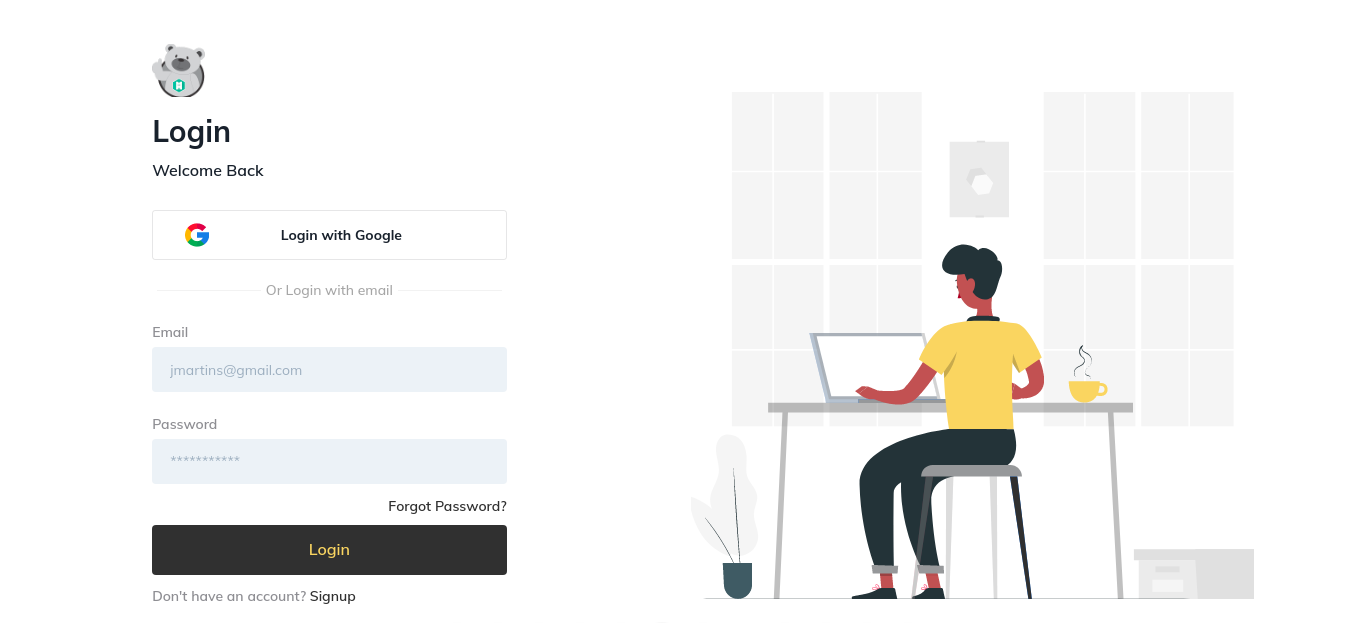 Login
Welcome Back
Login with Google
Or Login with email
Email
jmartins@gmail.com
Password
***********
Forgot Password?
Login
Don't have an account? Signup